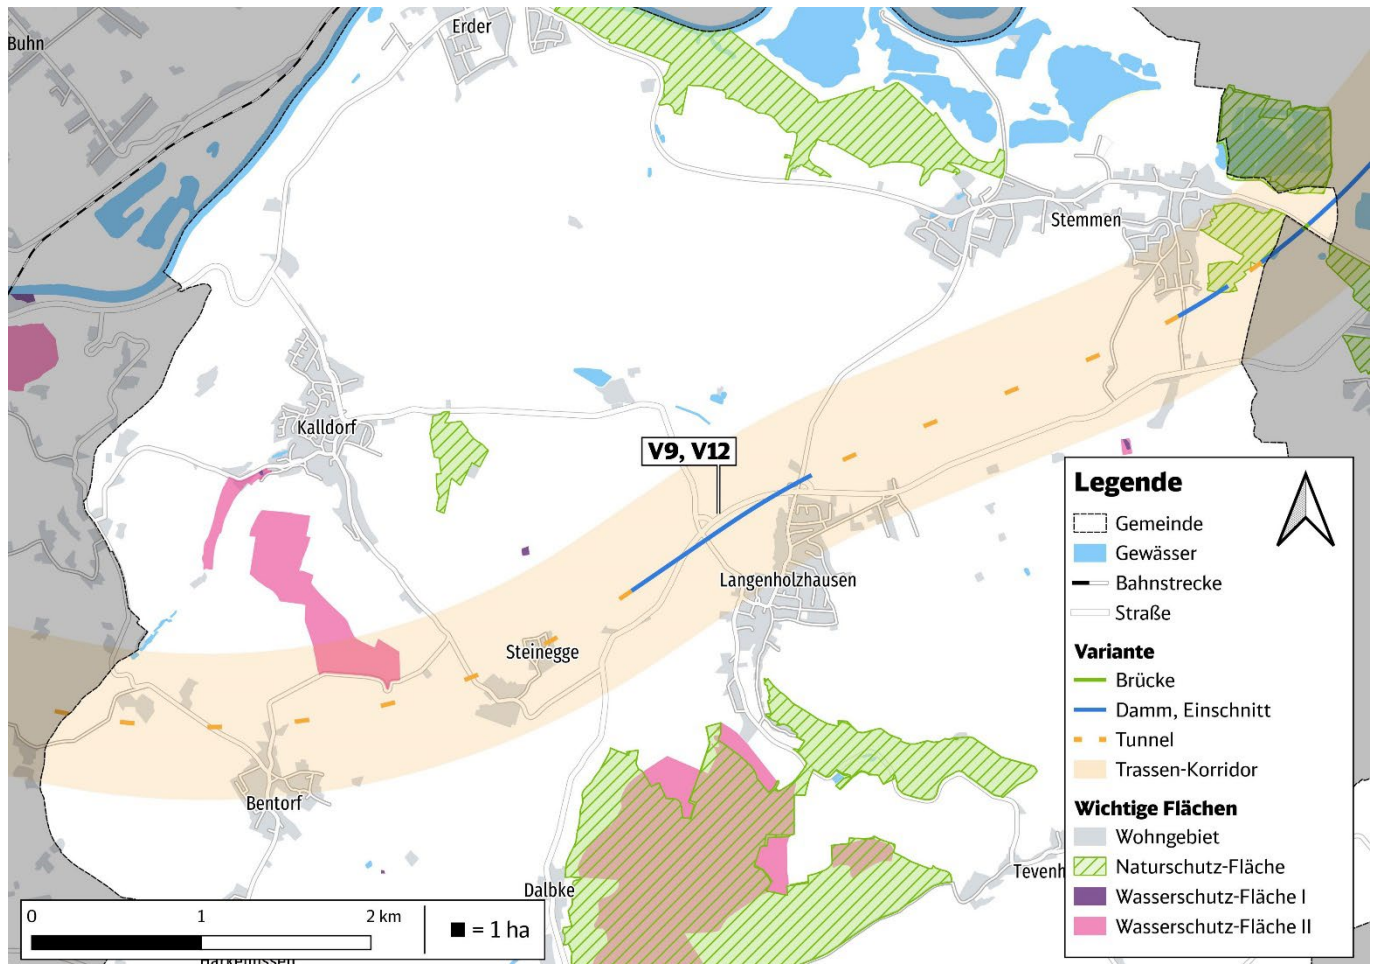 Buhn
Erder
Stemmen
Kalldorf
V9, V12
Langenholzhausen
Steinegge
Bentorf
Dalbke
Tevenh
Legende
Gemeinde
Gewässer
Bahnstrecke
Straße
Variante
Brücke
Damm, Einschnitt
Tunnel
Trassen-Korridor
Wichtige Flächen
Wohngebiet
Naturschutz-Fläche
Wasserschutz-Fläche I
Wasserschutz-Fläche II
0 1 2 km
= 1 ha